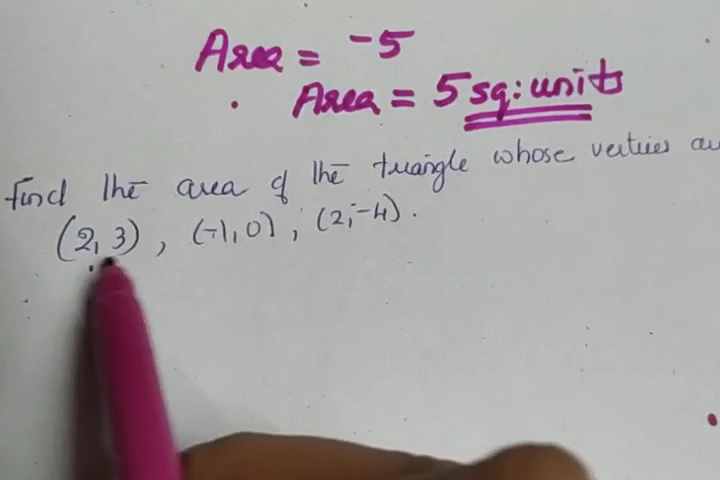 Area = -5
Area = 5 sq: units
Find the area of the triangle whose vertices
(2, 3), (-1, 0), (2, -4).